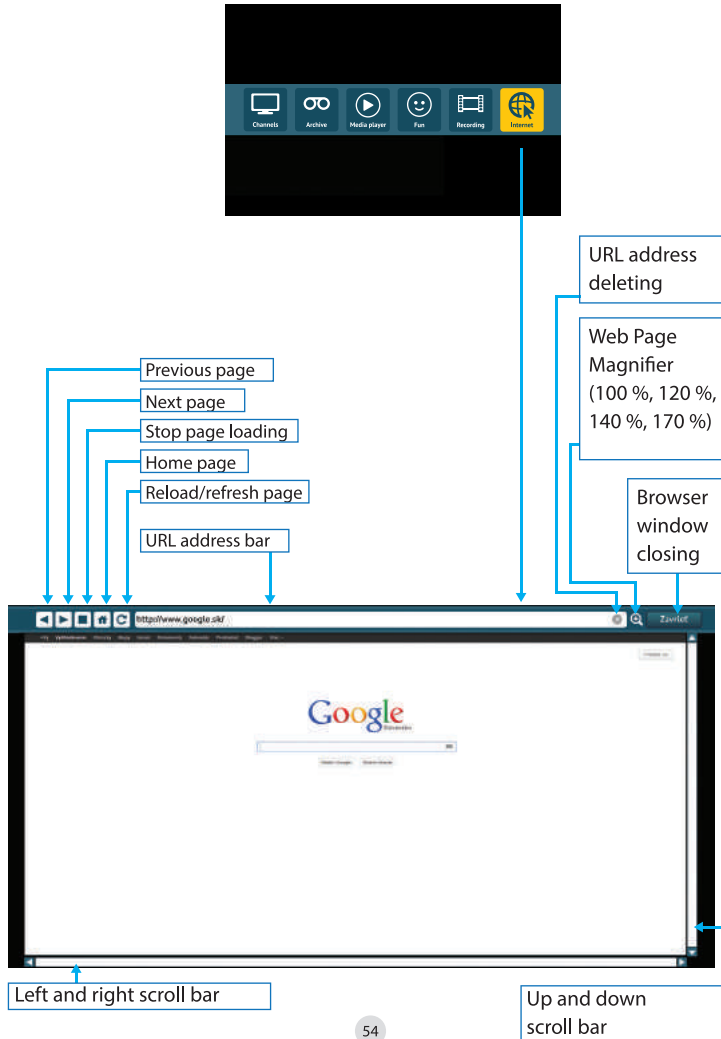 Channels
Archive
Media player
Fun
Recording
Internet
URL address
deleting
Web Page
Magnifier
(100 %, 120 %,
140 %, 170 %)
Previous page
Next page
Stop page loading
Home page
Reload/refresh page
URL address bar
Browser
window
closing
http://www.google.sk/
Zavrieť
Google
Left and right scroll bar
Up and down
scroll bar
54